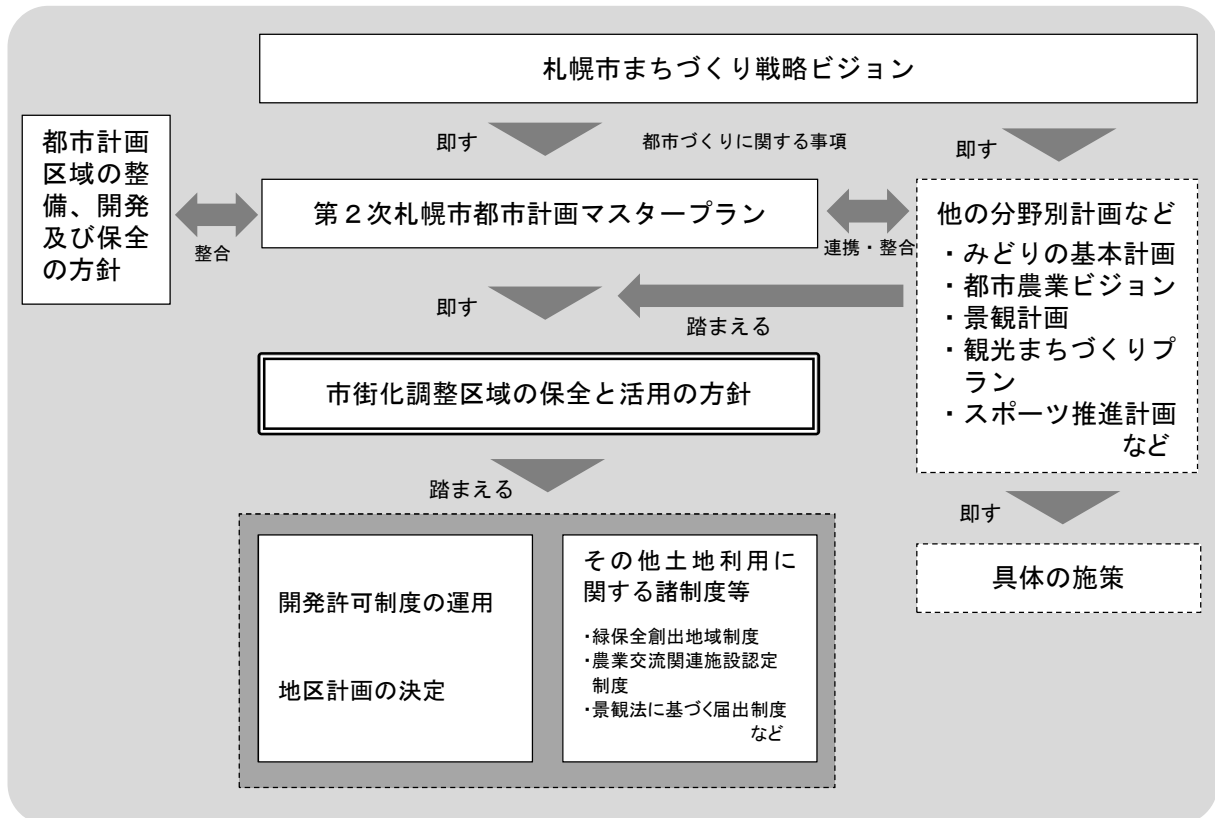 札幌市まちづくり戦略ビジョン
即す
都市づくりに関する事項
即す
都市計画
区域の整
備、開発
及び保全
の方針
整合
第２次札幌市都市計画マスタープラン
連携・整合
他の分野別計画など
・みどりの基本計画
・都市農業ビジョン
・景観計画
・観光まちづくりプ
ラン
・スポーツ推進計画
など
即す
踏まえる
市街化調整区域の保全と活用の方針
踏まえる
即す
具体の施策
開発許可制度の運用
地区計画の決定
その他土地利用に
関する諸制度等
・緑保全創出地域制度
・農業交流関連施設認定
制度
・景観法に基づく届出制度
など